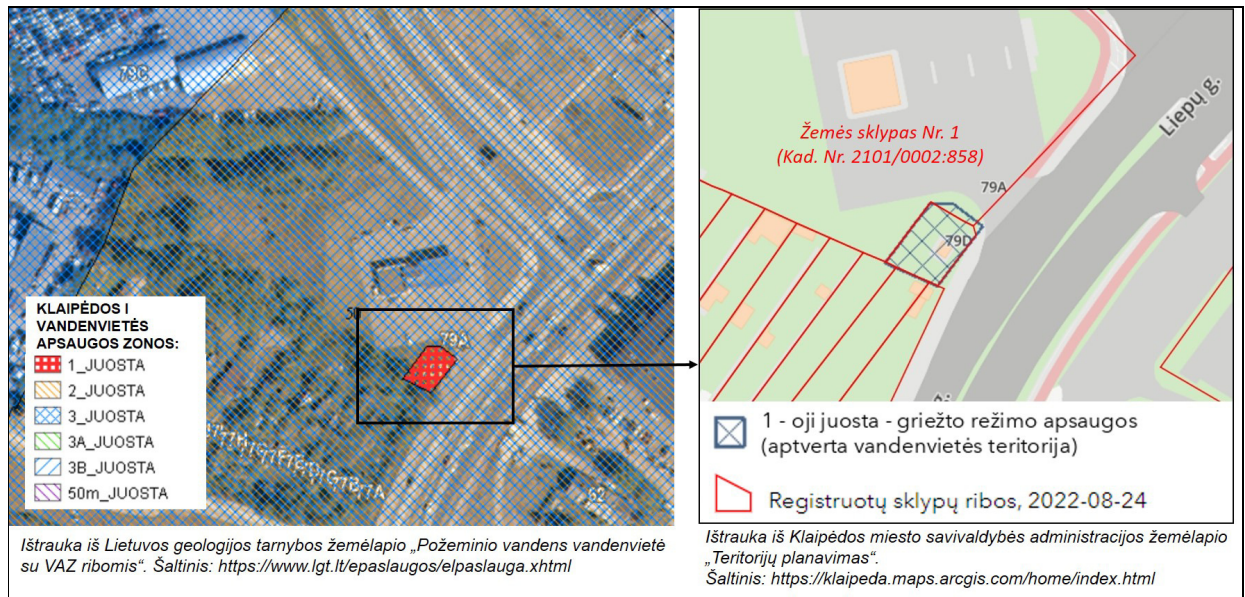 79C
50
79A
62
KLAIPĖDOS I
VANDENVIETĖS
APSAUGOS ZONOS:
1_JUOSTA
2_JUOSTA
3_JUOSTA
3A_JUOSTA
3B_JUOSTA
50m_JUOSTA
Ištrauka iš Lietuvos geologijos tarnybos žemėlapio „Požeminio vandens vandenvietė
su VAZ ribomis“. Šaltinis: https://www.lgt.lt/epaslaugos/elpaslauga.xhtml
Žemės sklypas Nr. 1
(Kad. Nr. 2101/0002:858)
Liepų g.
79A
79D
1 - oji juosta - griežto režimo apsaugos
(aptverta vandenvietės teritorija)
Registruotų sklypų ribos, 2022-08-24
Ištrauka iš Klaipėdos miesto savivaldybės administracijos žemėlapio
„Teritorijų planavimas“.
Šaltinis: https://klaipeda.maps.arcgis.com/home/index.html